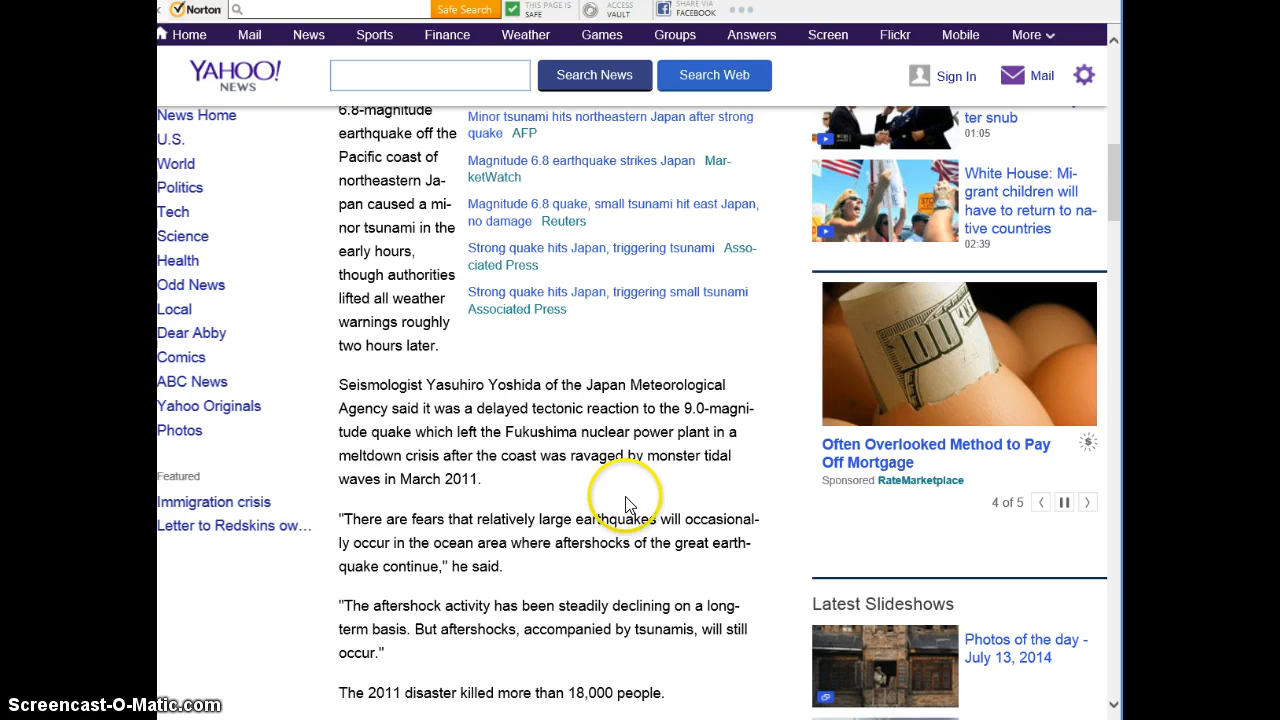 Norton
Safe Search
THIS PAGE IS
SAFE
ACCESS
VAULT
SHARE VIA
FACEBOOK
Home Mail News Sports Finance Weather Games Groups Answers Screen Flickr Mobile More
YAHOO!
NEWS
Search News
Search Web
Sign In
Mail
News Home
U.S.
World
Politics
Tech
Science
Health
Odd News
Local
Dear Abby
Comics
ABC News
Yahoo Originals
Photos
Featured
Immigration crisis
Letter to Redskins ow...
6.8-magnitude
earthquake off the
Pacific coast of
northeastern Ja-
pan caused a mi-
nor tsunami in the
early hours,
though authorities
lifted all weather
warnings roughly
two hours later.
Minor tsunami hits northeastern Japan after strong
quake AFP
Magnitude 6.8 earthquake strikes Japan Mar-
ketWatch
Magnitude 6.8 quake, small tsunami hit east Japan,
no damage Reuters
Strong quake hits Japan, triggering tsunami Asso-
ciated Press
Strong quake hits Japan, triggering small tsunami
Associated Press
Seismologist Yasuhiro Yoshida of the Japan Meteorological
Agency said it was a delayed tectonic reaction to the 9.0-magni-
tude quake which left the Fukushima nuclear power plant in a
meltdown crisis after the coast was ravaged by monster tidal
waves in March 2011.
"There are fears that relatively large earthquakes will occasional-
ly occur in the ocean area where aftershocks of the great earth-
quake continue," he said.
"The aftershock activity has been steadily declining on a long-
term basis. But aftershocks, accompanied by tsunamis, will still
occur."
The 2011 disaster killed more than 18,000 people.
ter snub
01:05
White House: Mi-
grant children will
have to return to na-
tive countries
02:39
Often Overlooked Method to Pay
Off Mortgage
Sponsored RateMarketplace
4 of 5
Latest Slideshows
Photos of the day -
July 13, 2014
Screencast-O-Matic.com